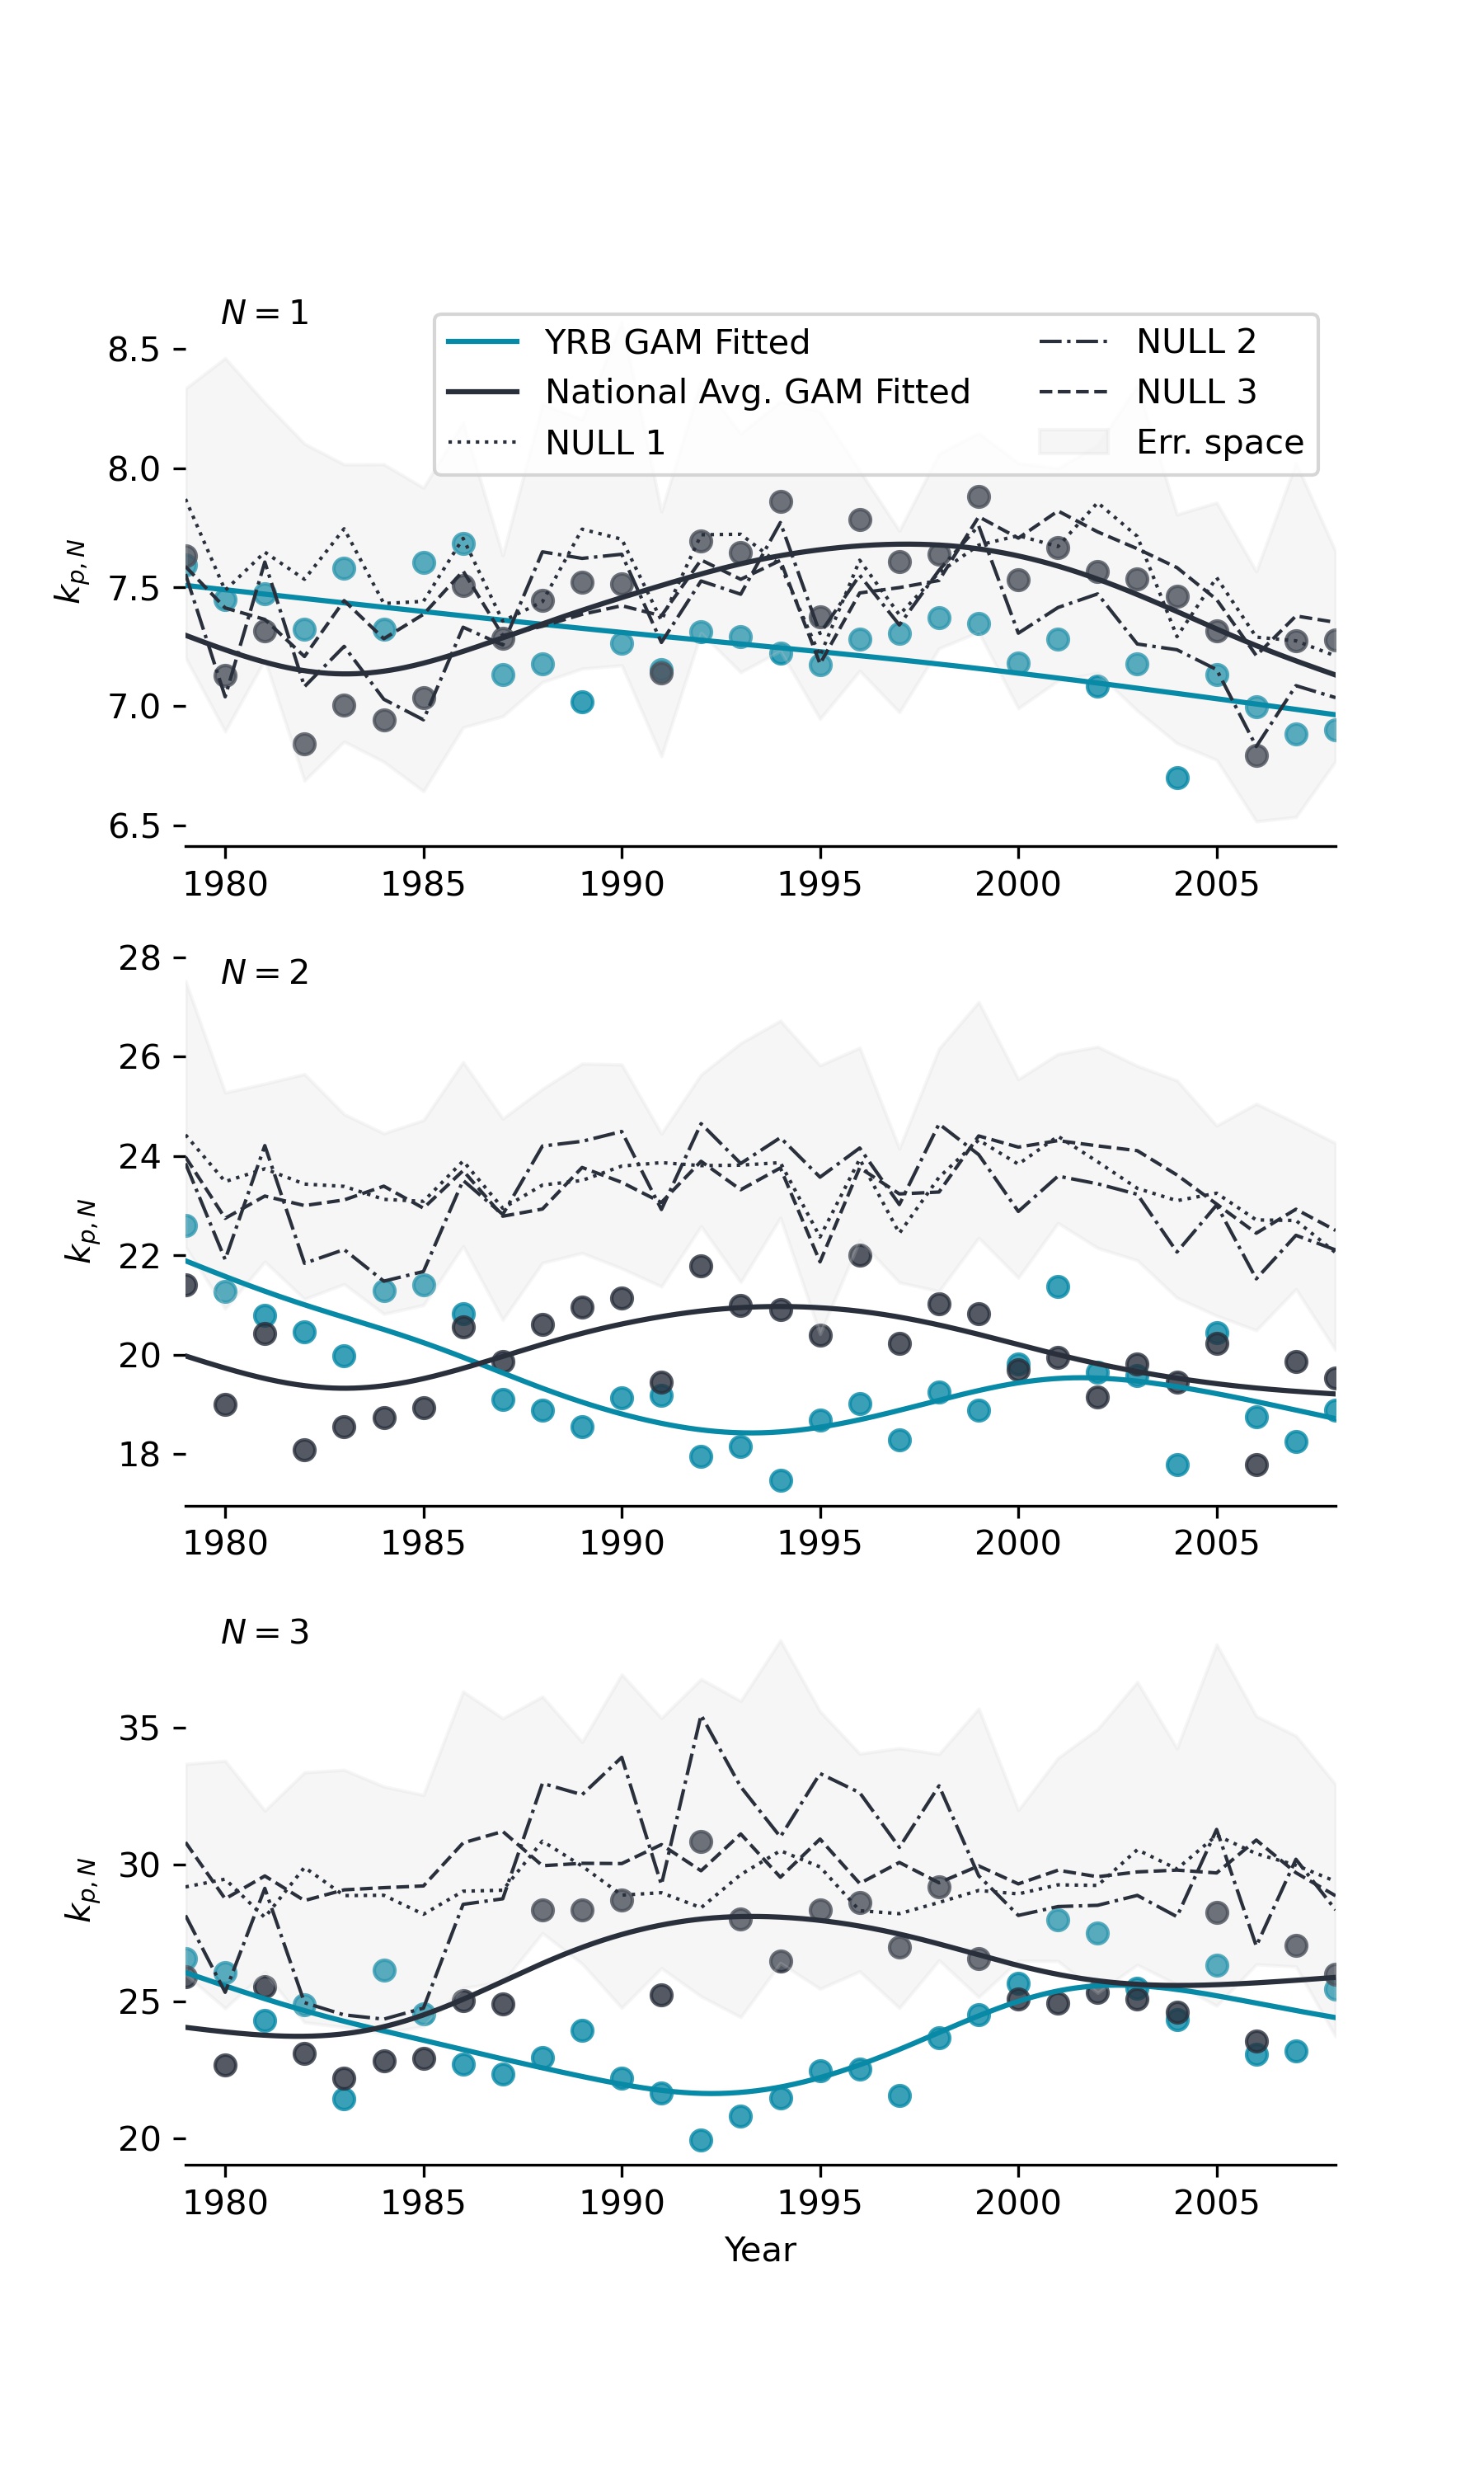 N = 1
YRB GAM Fitted
National Avg. GAM Fitted
NULL 1
NULL 2
NULL 3
Err. space
8.5
8.0
7.5
7.0
6.5
k_{p,N}
1980 1985 1990 1995 2000 2005
N = 2
28
26
24
22
20
18
k_{p,N}
1980 1985 1990 1995 2000 2005
N = 3
35
30
25
20
k_{p,N}
1980 1985 1990 1995 2000 2005
Year